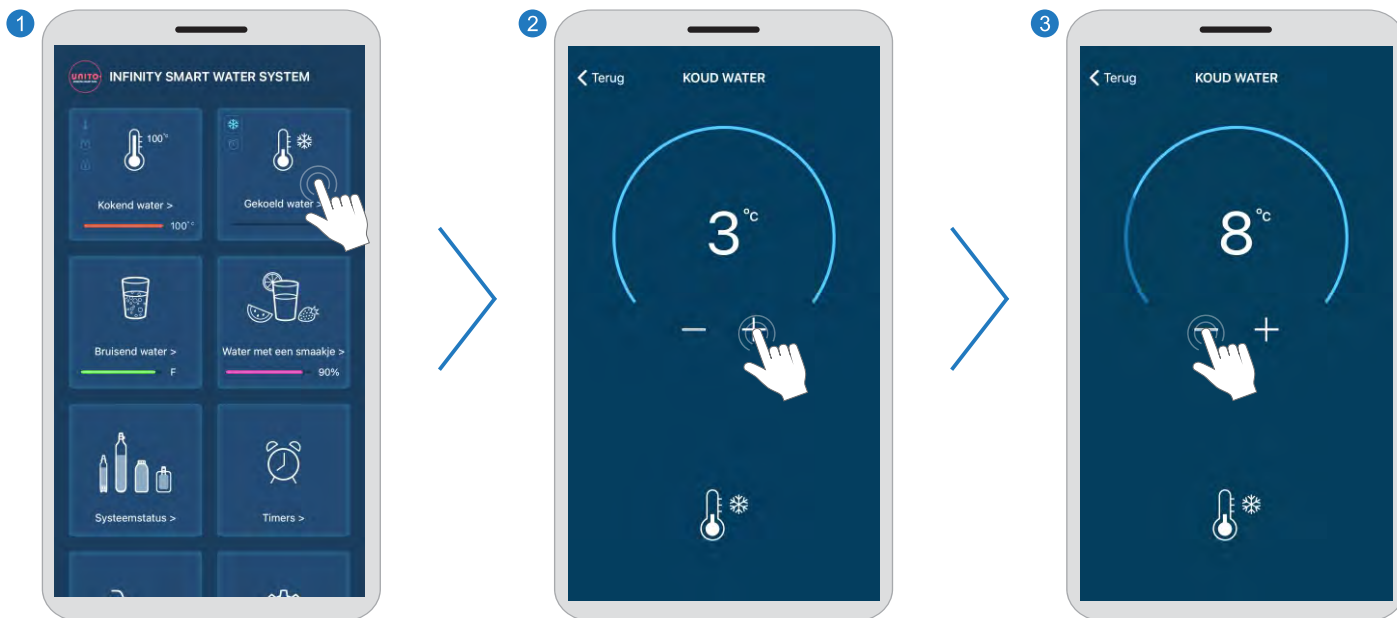 1
UNITO
INFINITY SMART WATER SYSTEM
100°c
Kokend water >
100°c
Gekoeld water >
Bruisend water >
F
Water met een smaakje >
90%
Systeemstatus >
Timers >
2
Terug
KOUD WATER
3°c
3
Terug
KOUD WATER
8°c